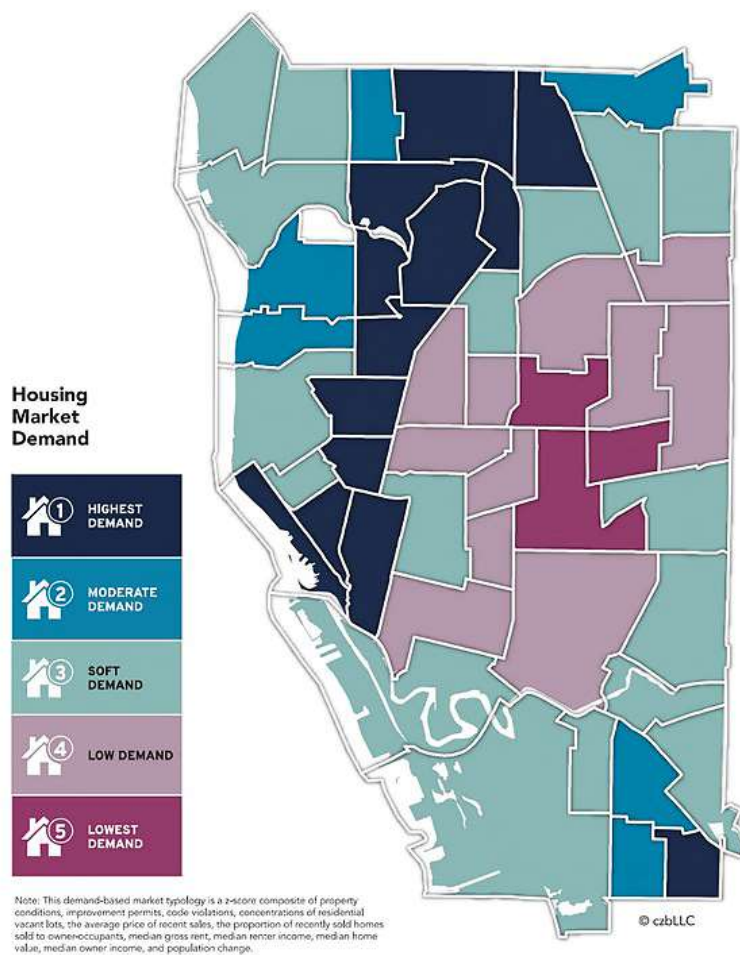 Housing
Market
Demand
1 HIGHEST
DEMAND
2 MODERATE
DEMAND
3 SOFT
DEMAND
4 LOW DEMAND
5 LOWEST
DEMAND
Note: This demand-based market typology is a z-score composite of property
conditions, improvement permits, code violations, concentrations of residential
vacant lots, the average price of recent sales, the proportion of recently sold homes
sold to owner-occupants, median gross rent, median renter income, median home
value, median owner income, and population change.
© czbLLC